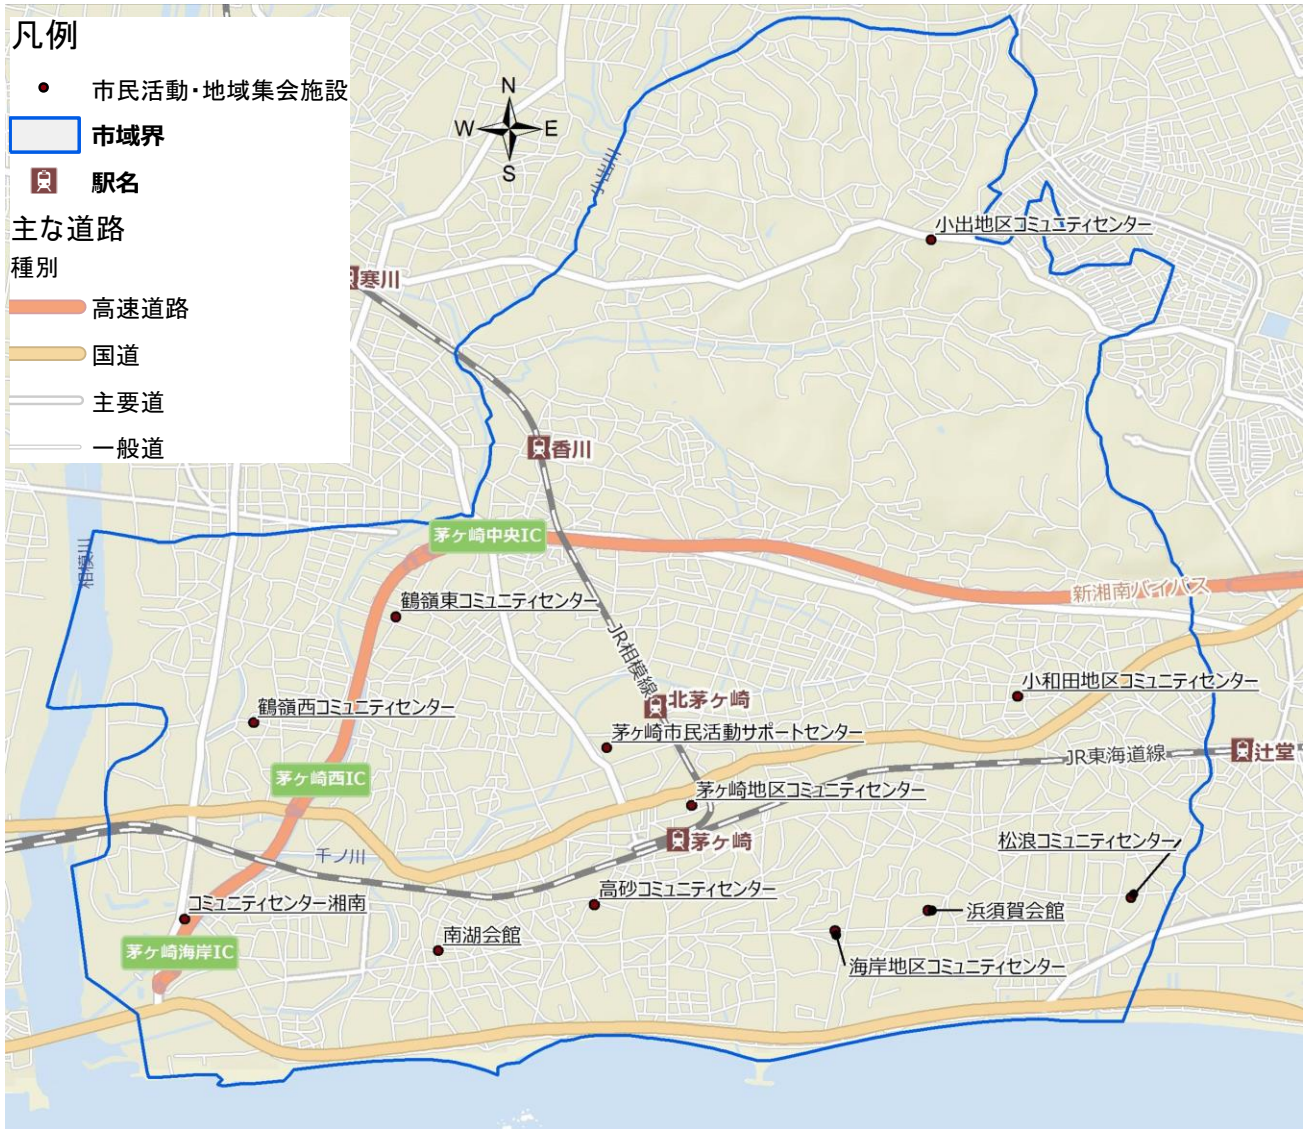 凡例
市民活動・地域集会施設
市域界
駅名
主な道路
種別
高速道路
国道
主要道
一般道
N
W
E
S
小出川
小出地区コミュニティセンター
寒川
香川
茅ヶ崎中央IC
相模川
新湘南バイパス
鶴嶺東コミュニティセンター
JR相模線
小和田地区コミュニティセンター
北茅ヶ崎
鶴嶺西コミュニティセンター
茅ヶ崎市民活動サポートセンター
JR東海道線
辻堂
茅ヶ崎西IC
茅ヶ崎地区コミュニティセンター
茅ヶ崎
松浪コミュニティセンター
千ノ川
高砂コミュニティセンター
コミュニティセンター湘南
浜須賀会館
南湖会館
茅ヶ崎海岸IC
海岸地区コミュニティセンター